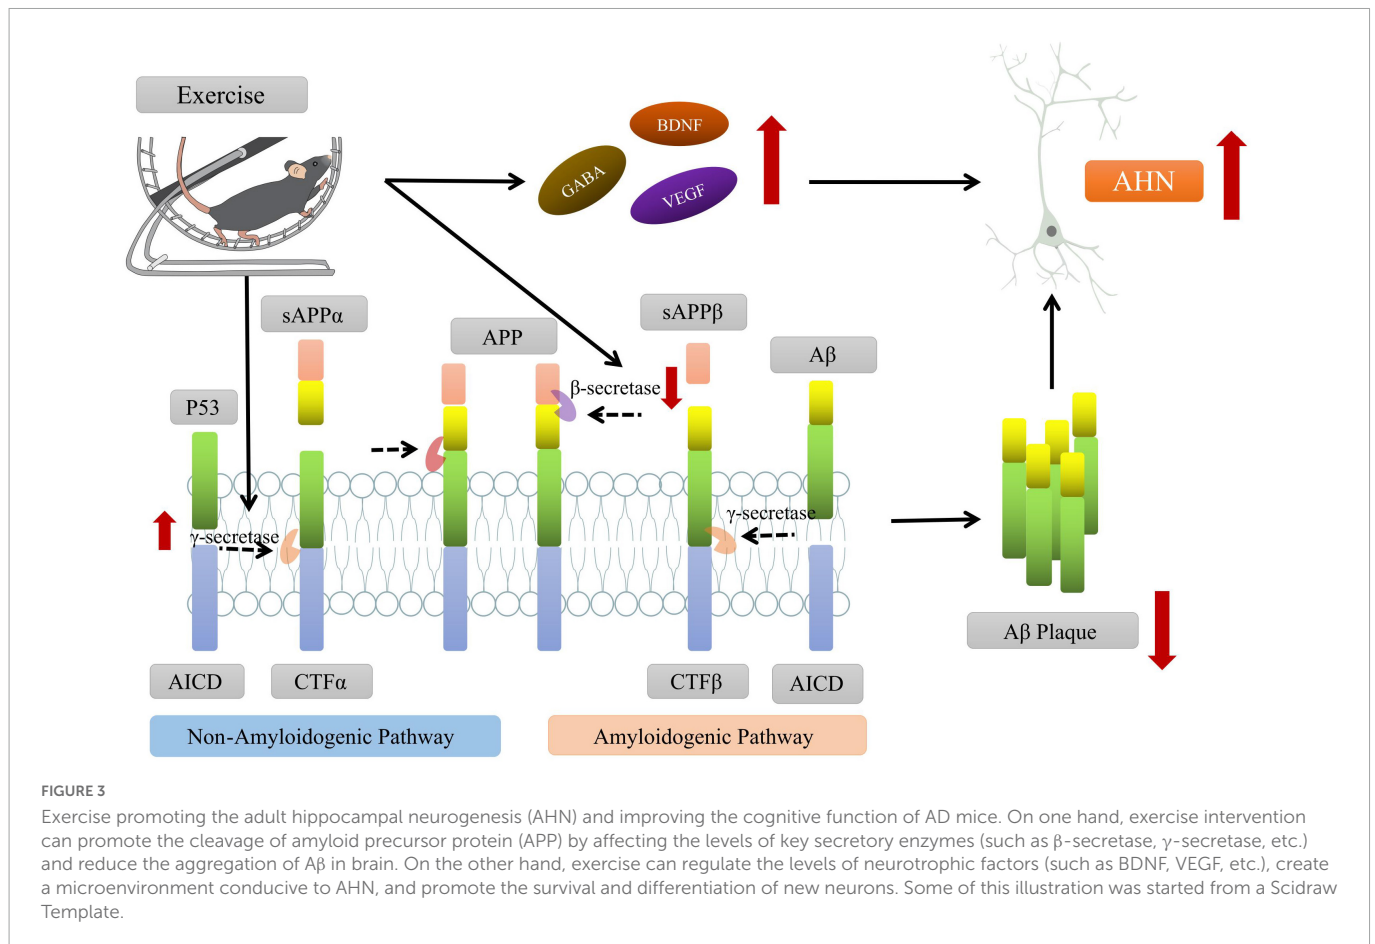 Exercise
BDNF
GABA
VEGF
AHN
sAPPα
APP
sAPPβ
Aβ
P53
β-secretase
γ-secretase
γ-secretase
Aβ Plaque
AICD
CTFα
CTFβ
AICD
Non-Amyloidogenic Pathway
Amyloidogenic Pathway
FIGURE 3
Exercise promoting the adult hippocampal neurogenesis (AHN) and improving the cognitive function of AD mice. On one hand, exercise intervention
can promote the cleavage of amyloid precursor protein (APP) by affecting the levels of key secretory enzymes (such as β-secretase, γ-secretase, etc.)
and reduce the aggregation of Aβ in brain. On the other hand, exercise can regulate the levels of neurotrophic factors (such as BDNF, VEGF, etc.), create
a microenvironment conducive to AHN, and promote the survival and differentiation of new neurons. Some of this illustration was started from a Scidraw
Template.